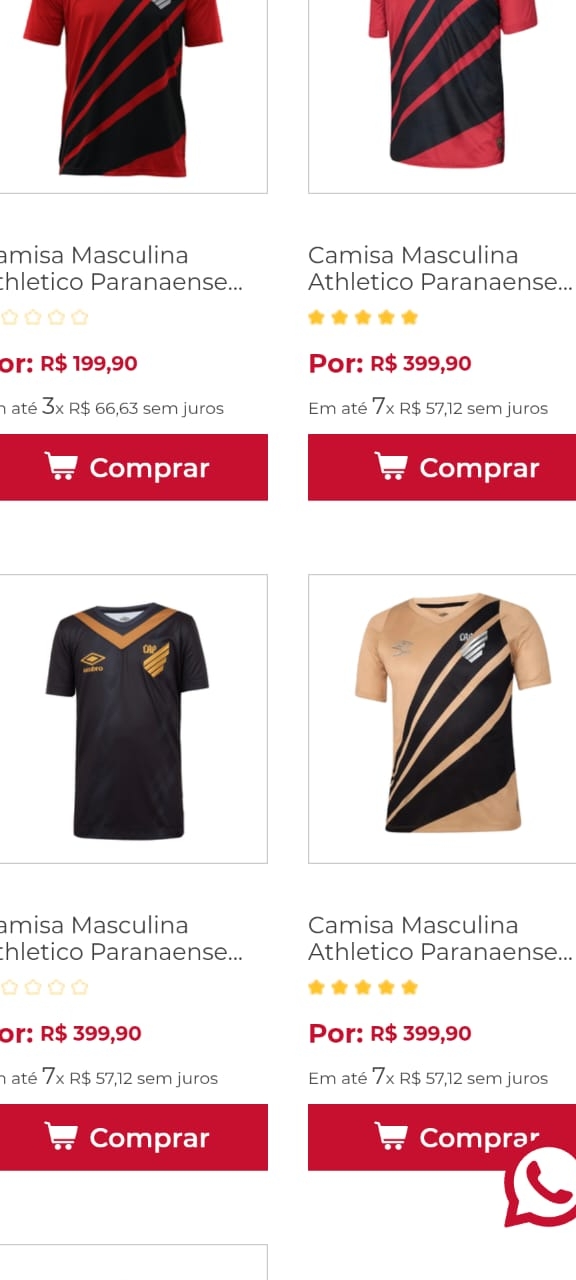 amisa Masculina
thletico Paranaense...
or: R$ 199,90
m até 3x R$ 66,63 sem juros
Comprar
Camisa Masculina
Athletico Paranaense...
Por: R$ 399,90
Em até 7x R$ 57,12 sem juros
Comprar
umbro
amisa Masculina
thletico Paranaense...
or: R$ 399,90
m até 7x R$ 57,12 sem juros
Comprar
Camisa Masculina
Athletico Paranaense...
Por: R$ 399,90
Em até 7x R$ 57,12 sem juros
Comprar